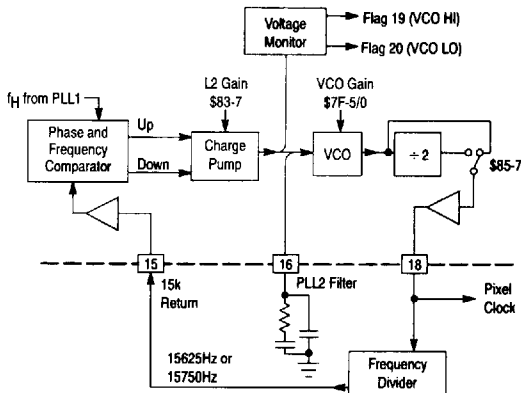 Voltage
Monitor
Flag 19 (VCO HI)
Flag 20 (VCO LO)
L2 Gain
$83-7
VCO Gain
$7F-5/0
fH from PLL1
Phase and
Frequency
Comparator
Up
Down
Charge
Pump
VCO
÷ 2
$85-7
15
16
18
15k
Return
PLL2 Filter
Pixel
Clock
15625Hz or
15750Hz
Frequency
Divider